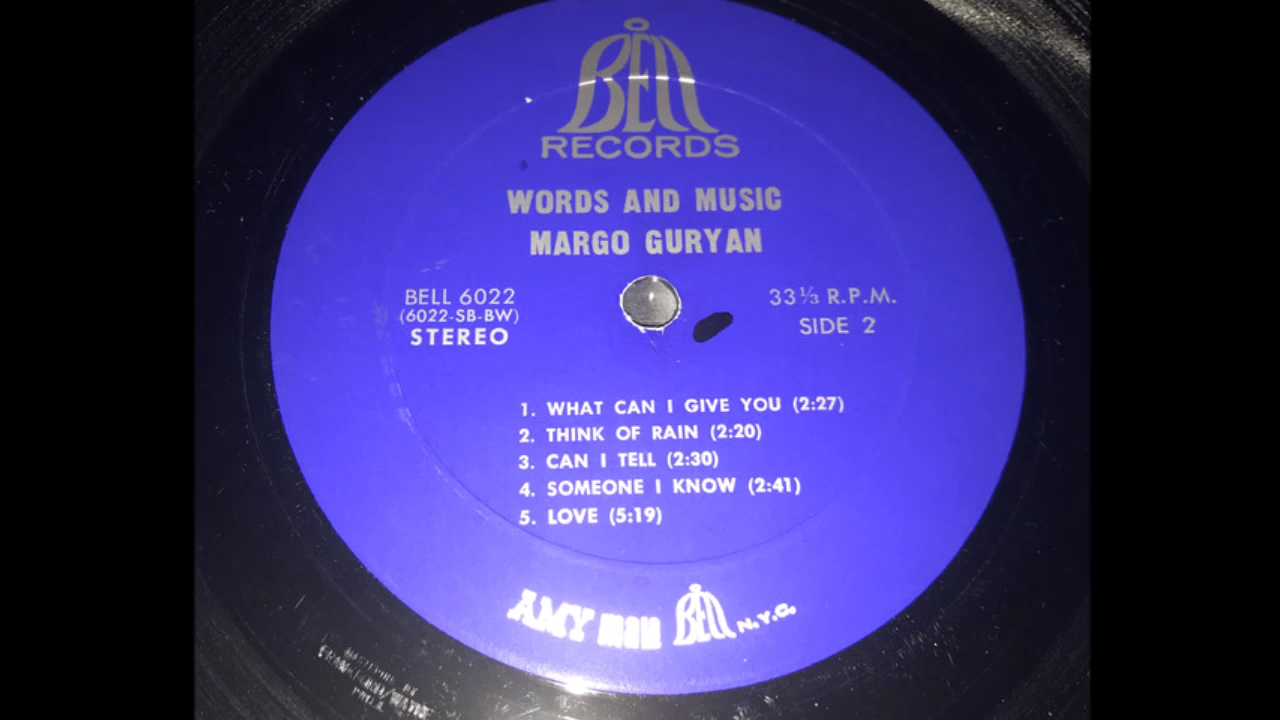 BELL
RECORDS
WORDS AND MUSIC
MARGO GURYAN
BELL 6022
(6022-SB-BW)
STEREO
33⅓ R.P.M.
SIDE 2
1. WHAT CAN I GIVE YOU (2:27)
2. THINK OF RAIN (2:20)
3. CAN I TELL (2:30)
4. SOMEONE I KNOW (2:41)
5. LOVE (5:19)
AMY BELL N.Y.C.